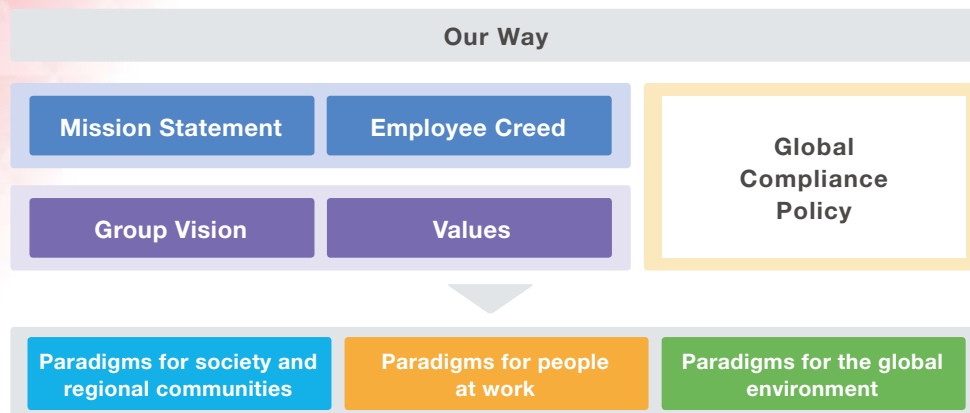 Our Way
Mission Statement
Employee Creed
Global
Compliance
Policy
Group Vision
Values
Paradigms for society and
regional communities
Paradigms for people
at work
Paradigms for the global
environment